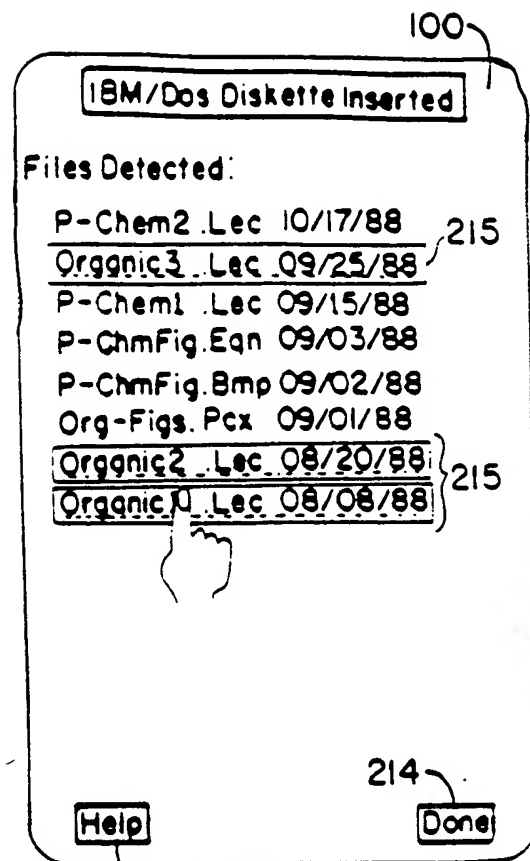 100
IBM/Dos Diskette Inserted
Files Detected:
P-Chem2 .Lec 10/17/88
215
Organic3 .Lec 09/25/88
P-Chem1 .Lec 09/15/88
P-ChmFig.Eqn 09/03/88
P-ChmFig.Bmp 09/02/88
Org-Figs.Pcx 09/01/88
Organic2 .Lec 08/20/88
215
Organic .Lec 08/08/88
214
Help Done